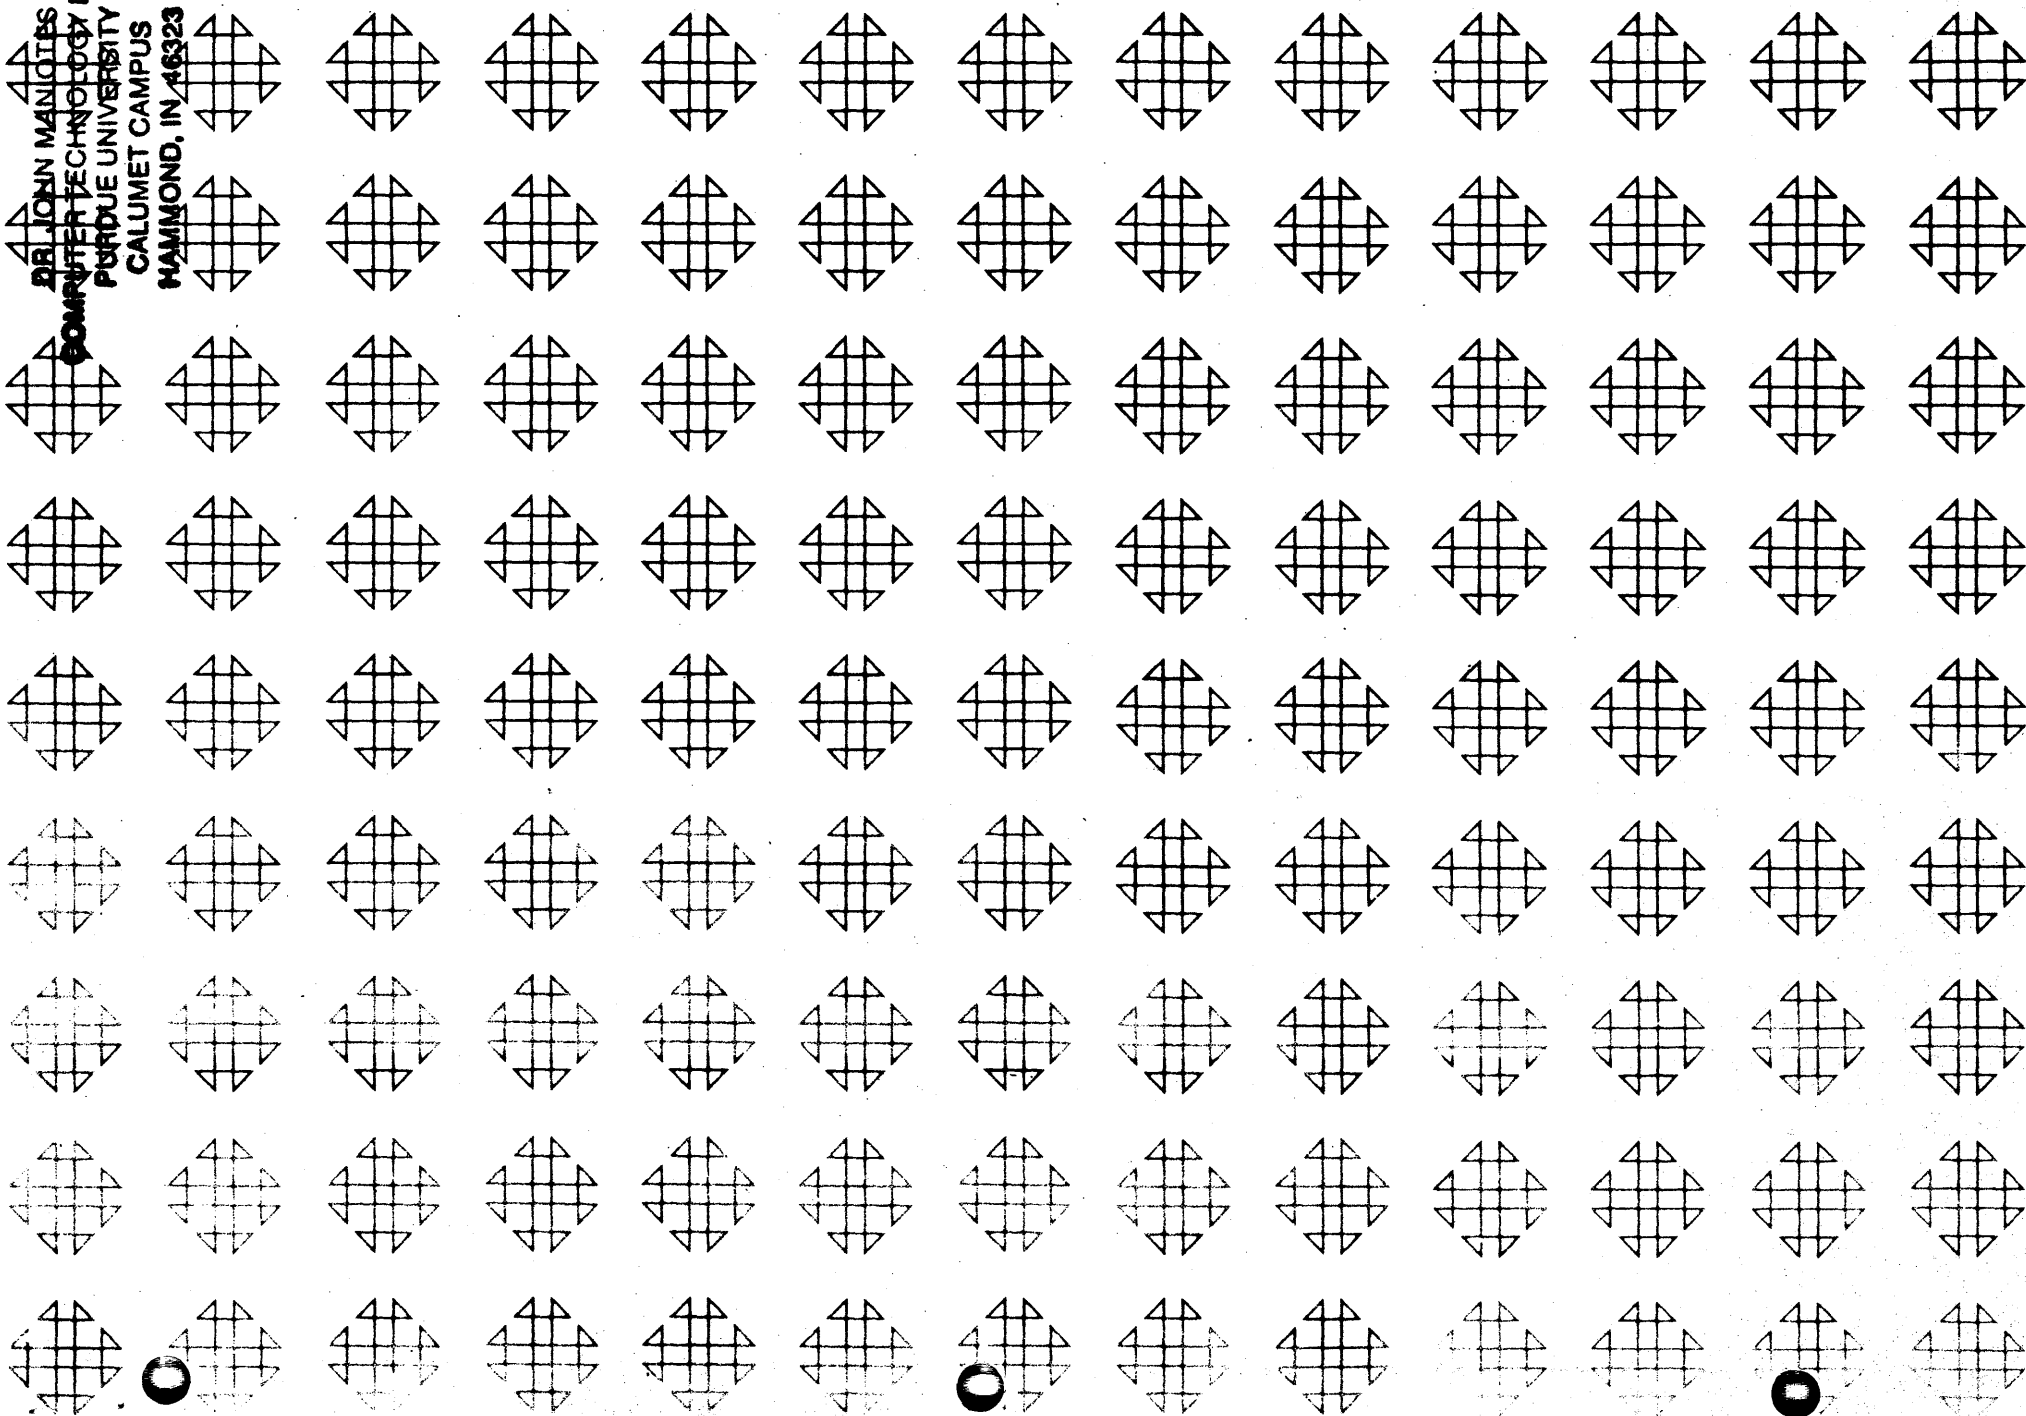 DR. JOHN MANIOTES
COMPUTER TECHNOLOGY
PURDUE UNIVERSITY
CALUMET CAMPUS
HAMMOND, IN 46323